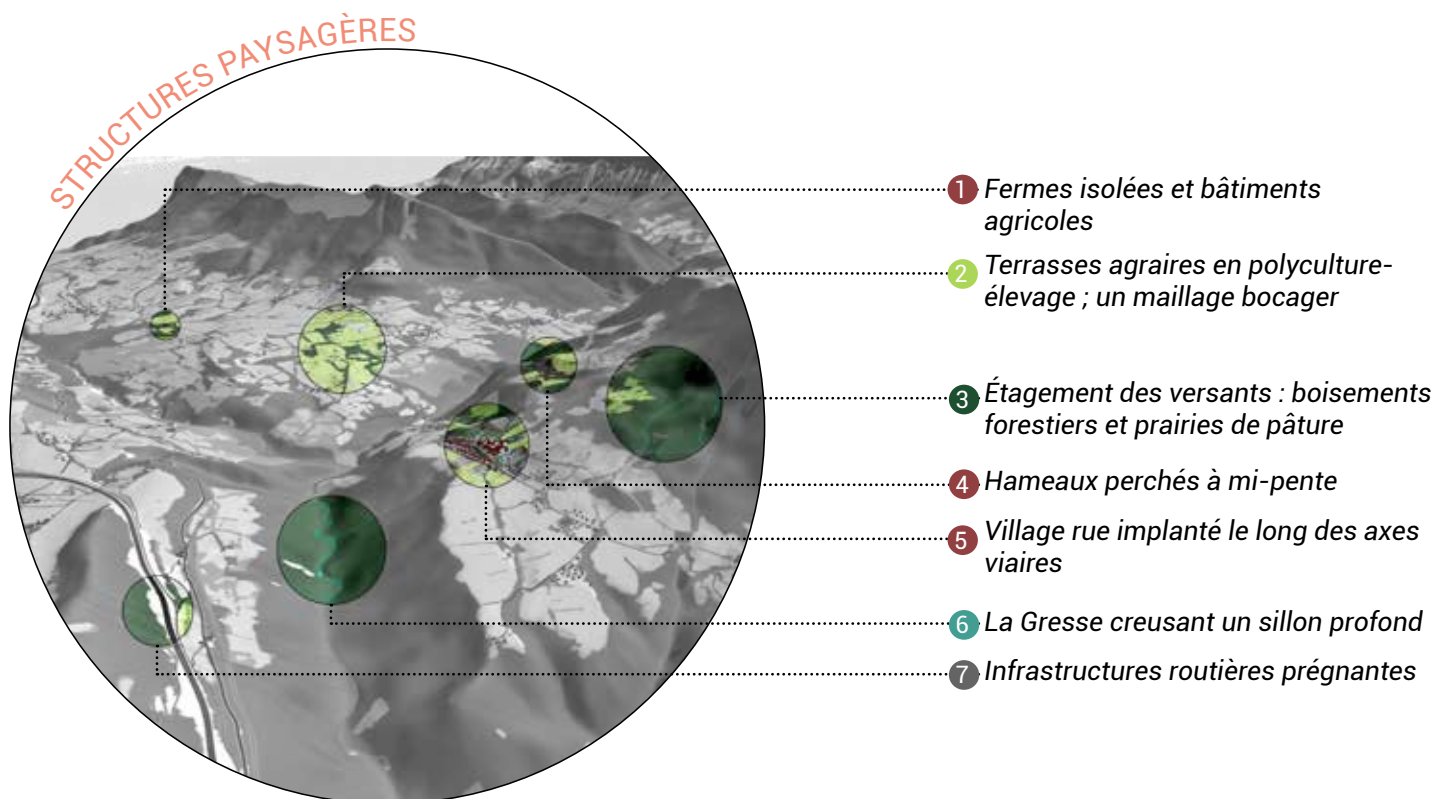 STRUCTURES PAYSAGÈRES
1 Fermes isolées et bâtiments
agricoles
2 Terrasses agraires en polyculture-
élevage ; un maillage bocager
3 Étagement des versants : boisements
forestiers et prairies de pâture
4 Hameaux perchés à mi-pente
5 Village rue implanté le long des axes
viaires
6 La Gresse creusant un sillon profond
7 Infrastructures routières prégnantes